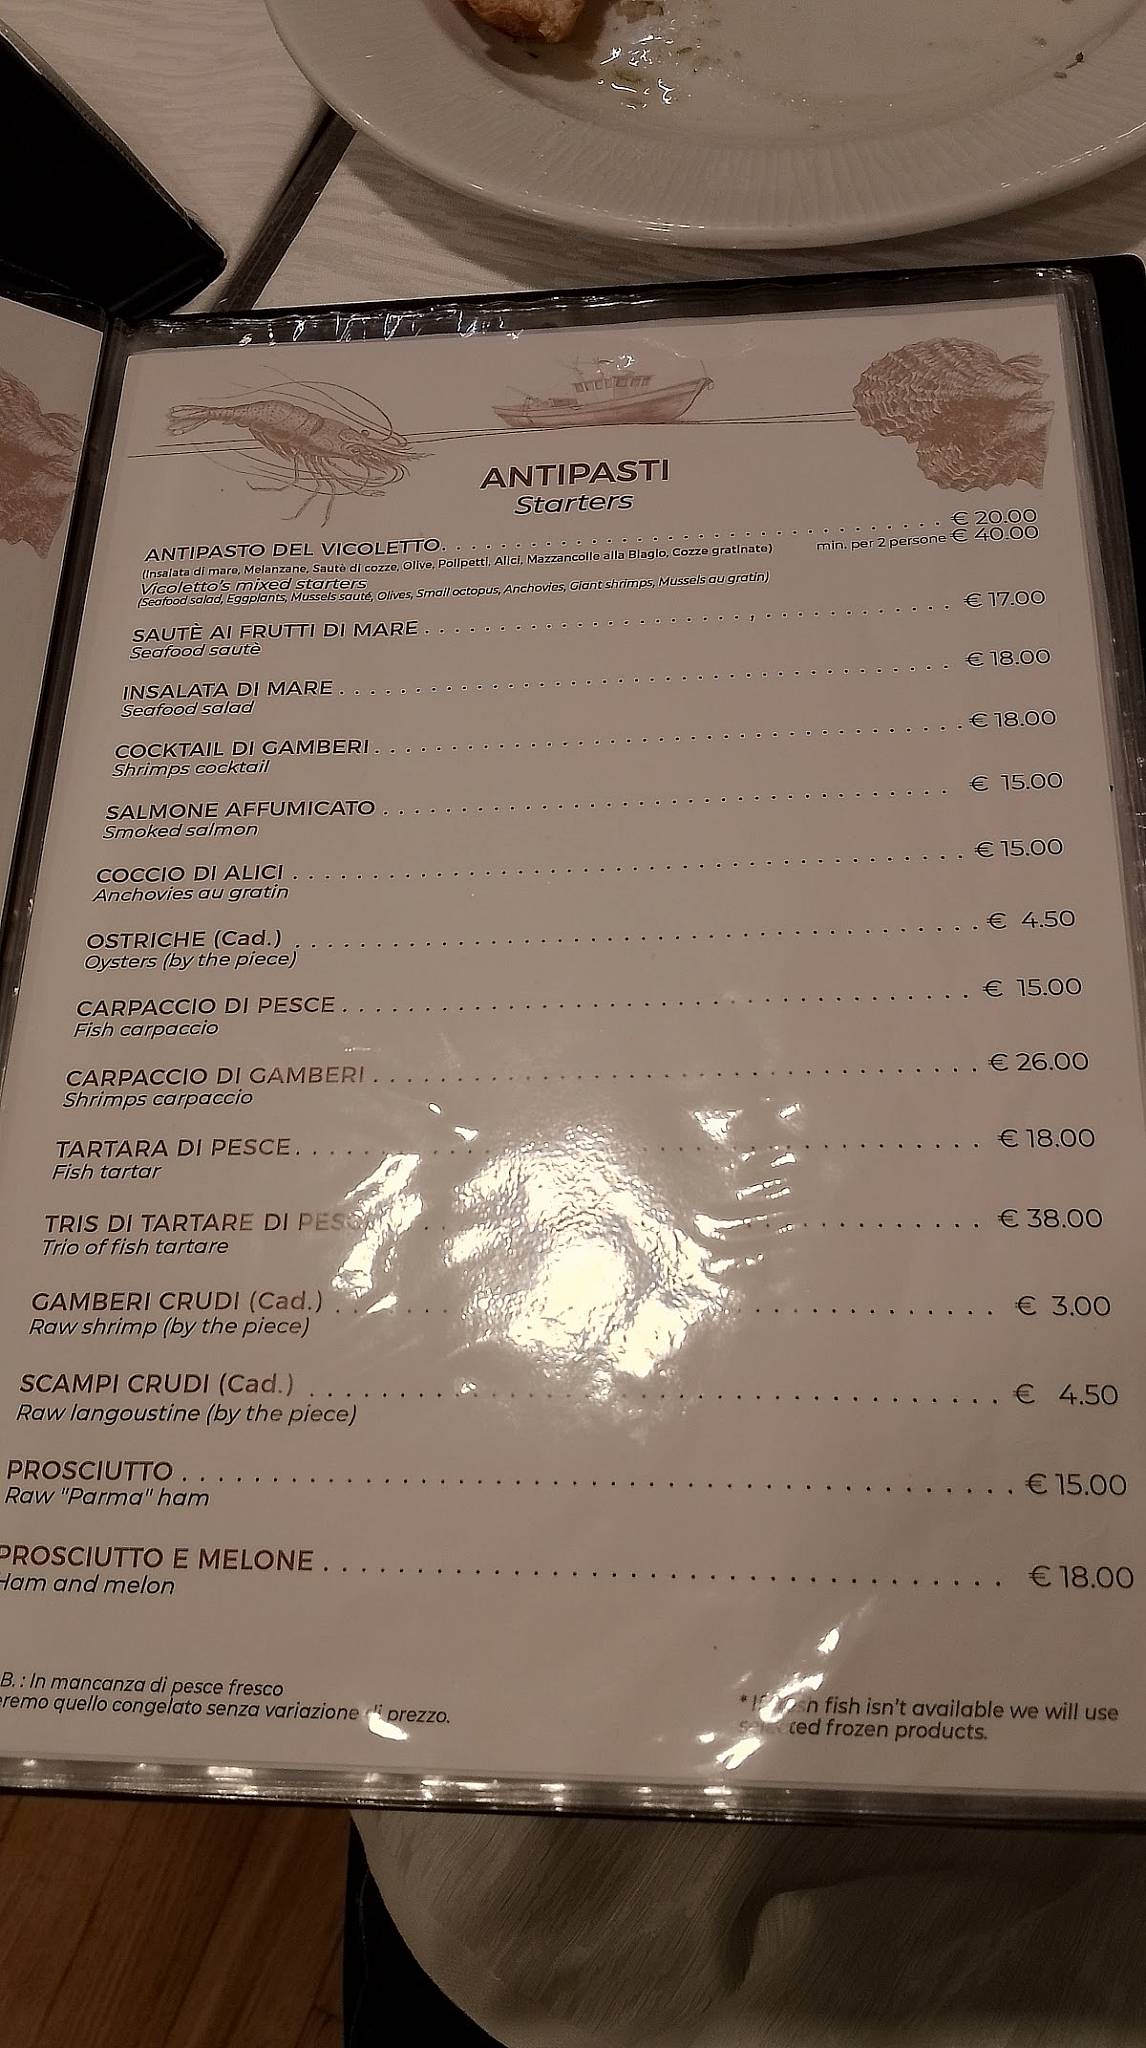 ANTIPASTI
Starters
ANTIPASTO DEL VICOLETTO. . . . . . . . . . . . . . . . . . . . . . . . . . . . . . € 20.00
(Insalata di mare, Melanzane, Sautè di cozze, Olive, Polipetti, Alici, Mazzancolle alla Biagio, Cozze gratinate) min. per 2 persone € 40.00
Vicoletto's mixed starters
(Seafood salad, Eggplants, Mussels sauté, Olives, Small octopus, Anchovies, Giant shrimps, Mussels au gratin)
SAUTÈ AI FRUTTI DI MARE . . . . . . . . . . . . . . . . . . . . . . . . . . . . . . € 17.00
Seafood sautè
INSALATA DI MARE . . . . . . . . . . . . . . . . . . . . . . . . . . . . . . € 18.00
Seafood salad
COCKTAIL DI GAMBERI . . . . . . . . . . . . . . . . . . . . . . . . . . . . . . € 18.00
Shrimps cocktail
SALMONE AFFUMICATO . . . . . . . . . . . . . . . . . . . . . . . . . . . . . . € 15.00
Smoked salmon
COCCIO DI ALICI . . . . . . . . . . . . . . . . . . . . . . . . . . . . . . € 15.00
Anchovies au gratin
OSTRICHE (Cad.) . . . . . . . . . . . . . . . . . . . . . . . . . . . . . . € 4.50
Oysters (by the piece)
CARPACCIO DI PESCE . . . . . . . . . . . . . . . . . . . . . . . . . . . . . . € 15.00
Fish carpaccio
CARPACCIO DI GAMBERI . . . . . . . . . . . . . . . . . . . . . . . . . . . . . . € 26.00
Shrimps carpaccio
TARTARA DI PESCE. . . . . . . . . . . . . . . . . . . . . . . . . . . . . . € 18.00
Fish tartar
TRIS DI TARTARE DI . . . . . . . . . . . . . . . . . . . . € 38.00
Trio of fish tartare
GAMBERI CRUDI (Cad.) . . . . . . . . . . . . . . . . . . . . . . . . € 3.00
Raw shrimp (by the piece)
SCAMPI CRUDI (Cad.) . . . . . . . . . . . . . . . . . . . . . . . . . . . . . . € 4.50
Raw langoustine (by the piece)
PROSCIUTTO . . . . . . . . . . . . . . . . . . . . . . . . . . . . . . € 15.00
Raw "Parma" ham
PROSCIUTTO E MELONE . . . . . . . . . . . . . . . . . . . . . . . . . . . . . . € 18.00
Ham and melon
B. : In mancanza di pesce fresco
quello congelato senza variazione di prezzo.
* fish isn't available we will use
frozen products.